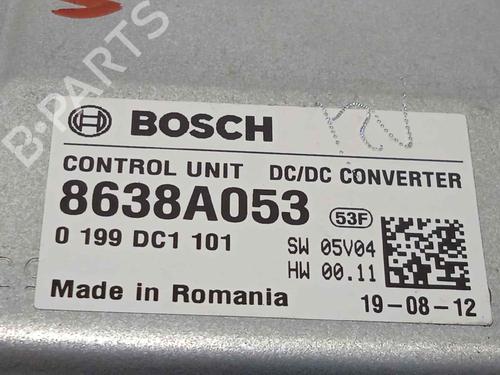 B-PARTS
BOSCH
CONTROL UNIT DC/DC CONVERTER
8638A053 53F
0 199 DC1 101 SW 05V04
HW 00.11
Made in Romania 19-08-12